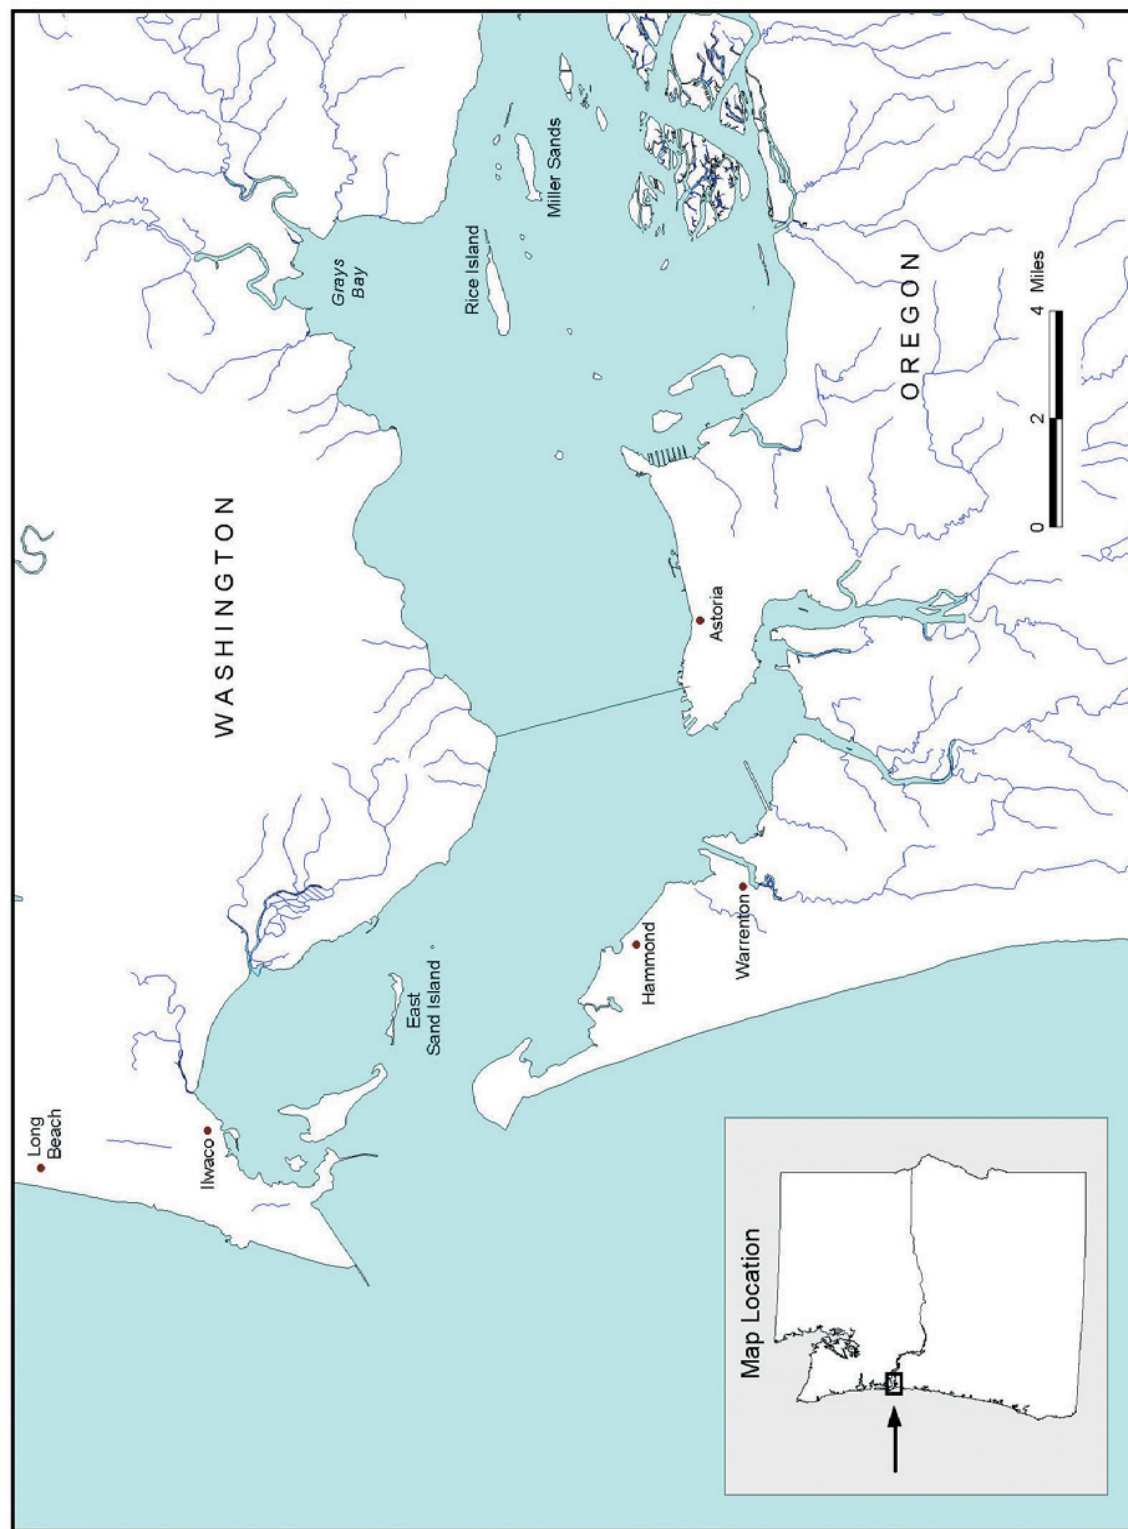 Long
Beach
Ilwaco
WASHINGTON
Grays
Bay
East
Sand Island
Rice Island
Miller Sands
Hammond
Warrenton
Astoria
OREGON
0 2 4 Miles
Map Location